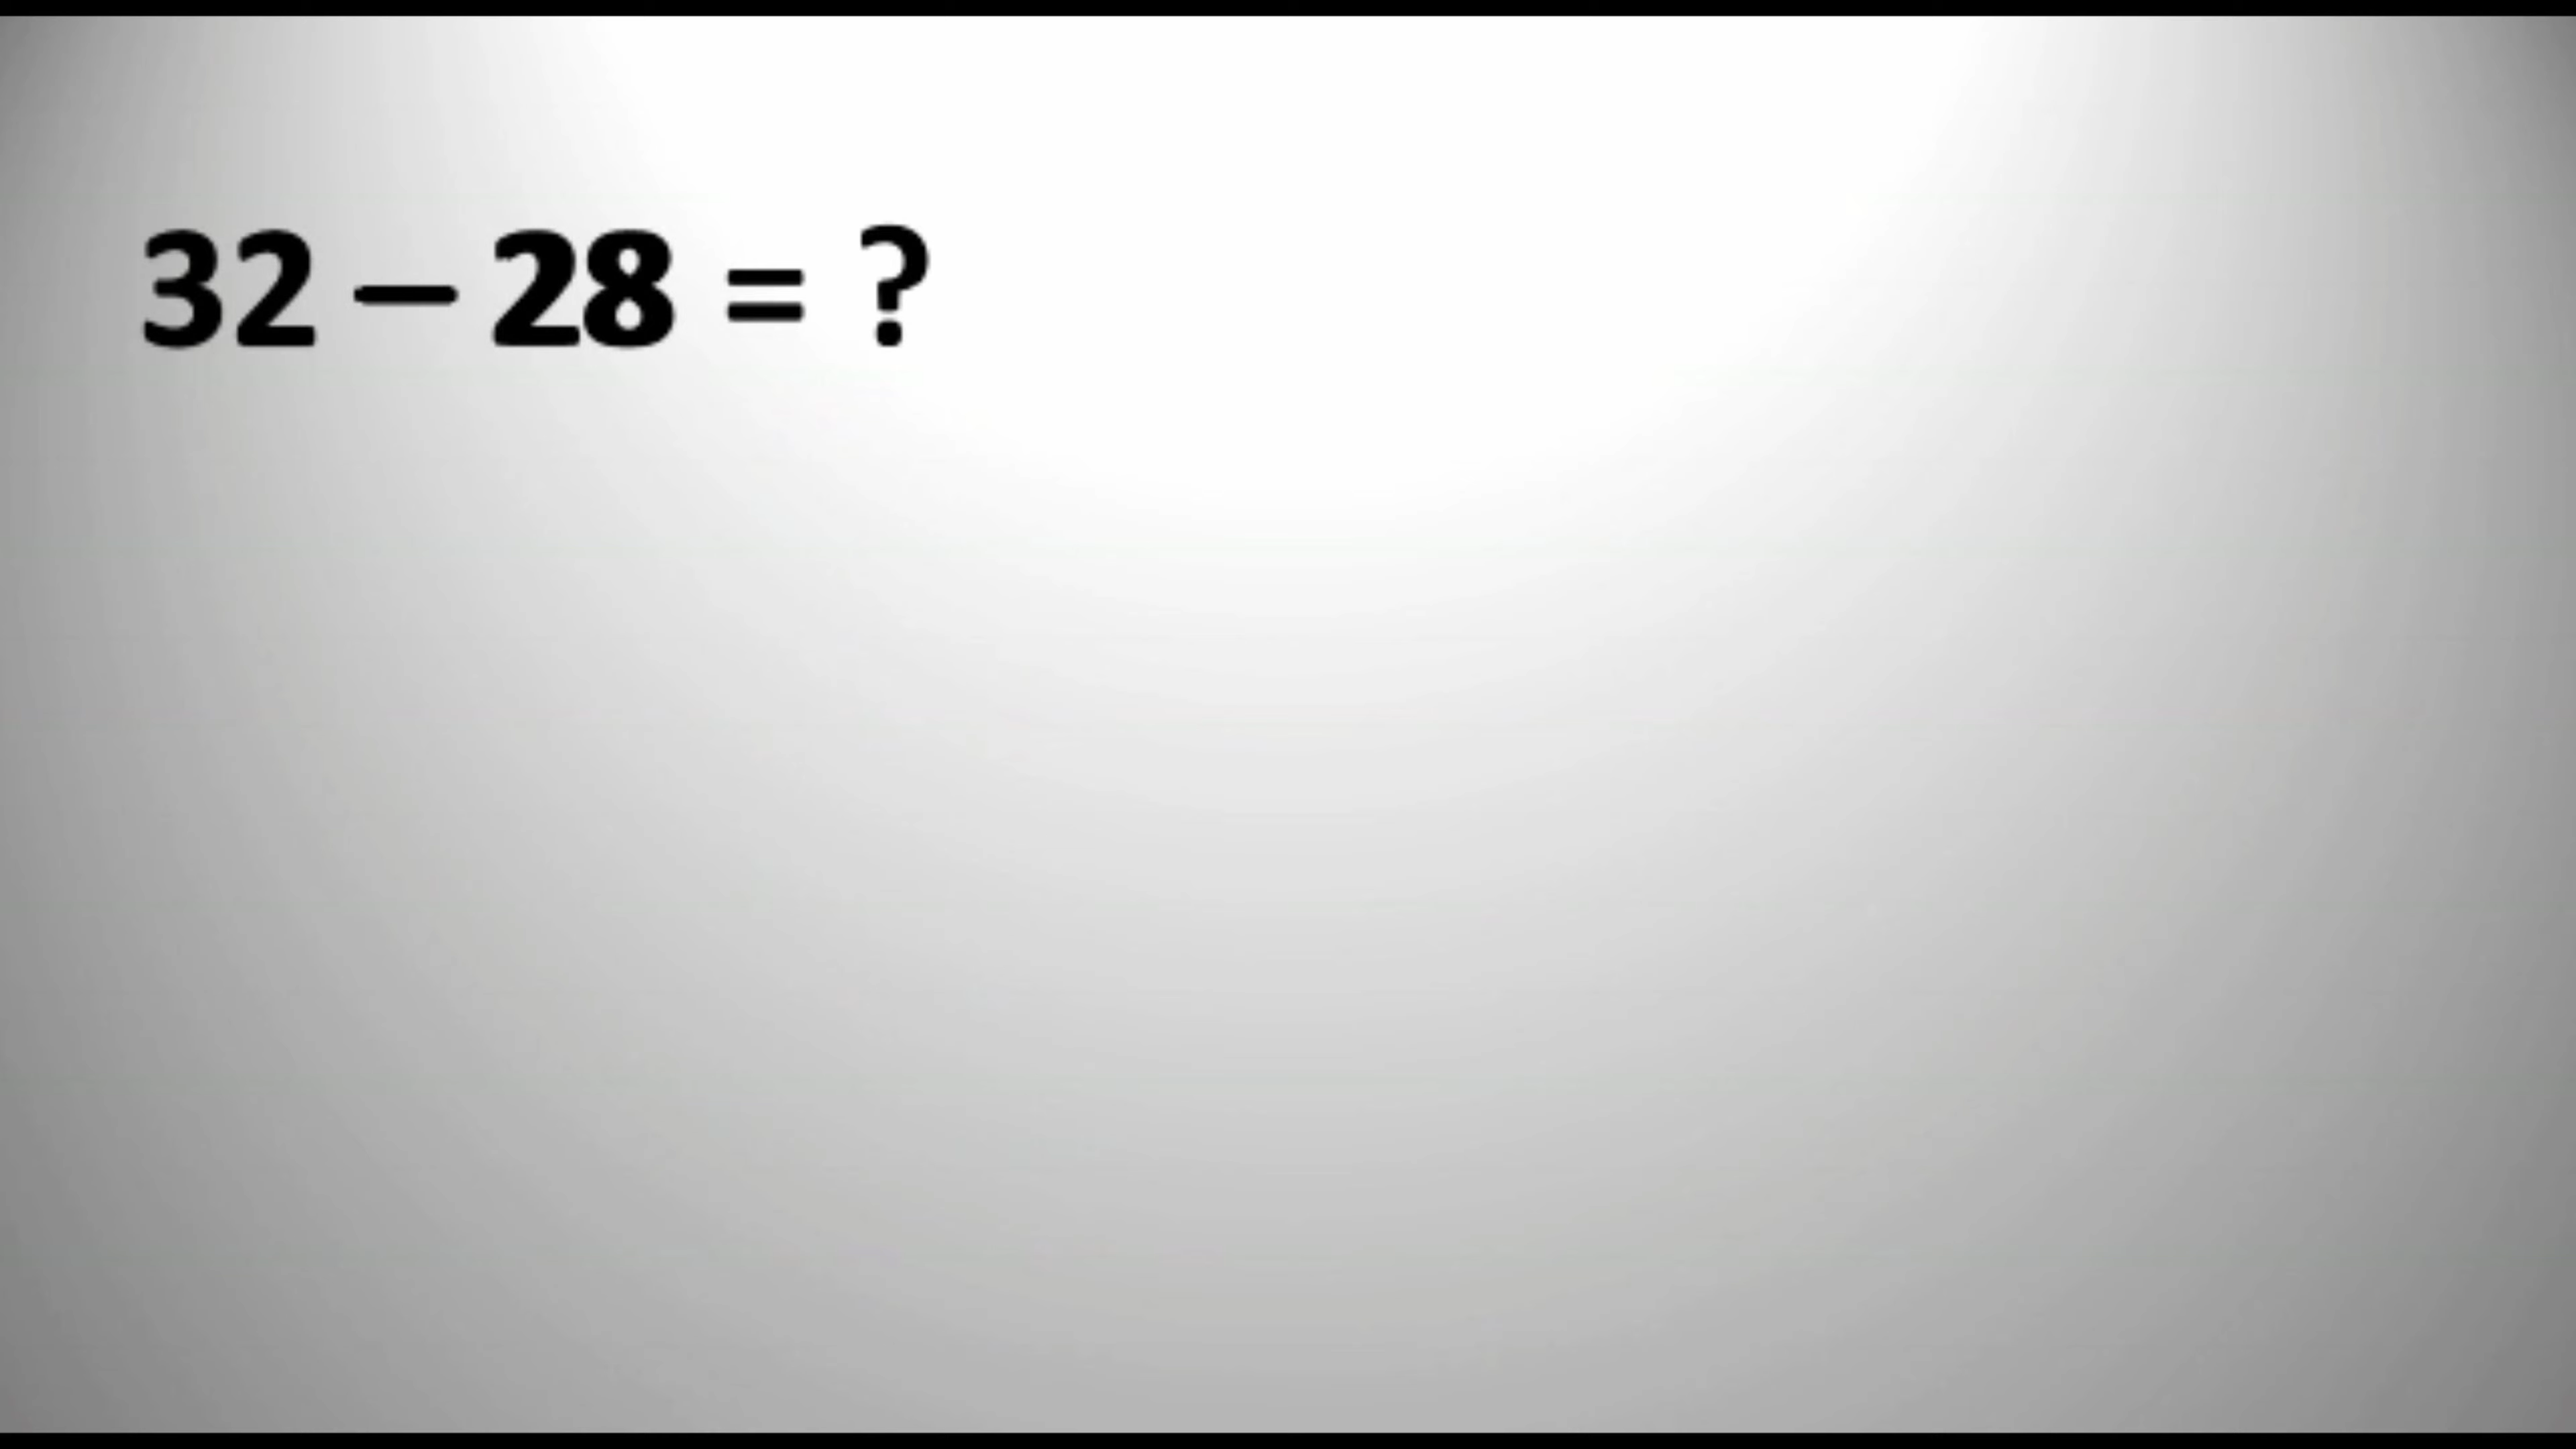 32 – 28 = ?